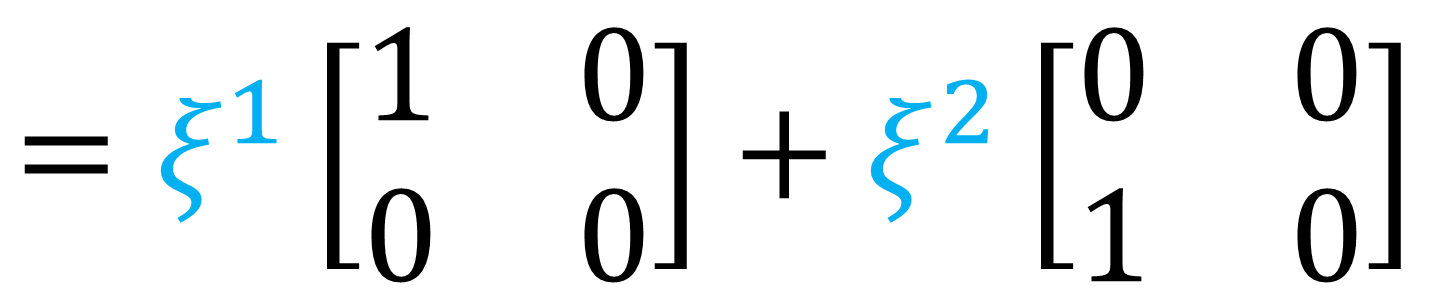 = ξ¹ [1 0; 0 0] + ξ² [0 0; 1 0]